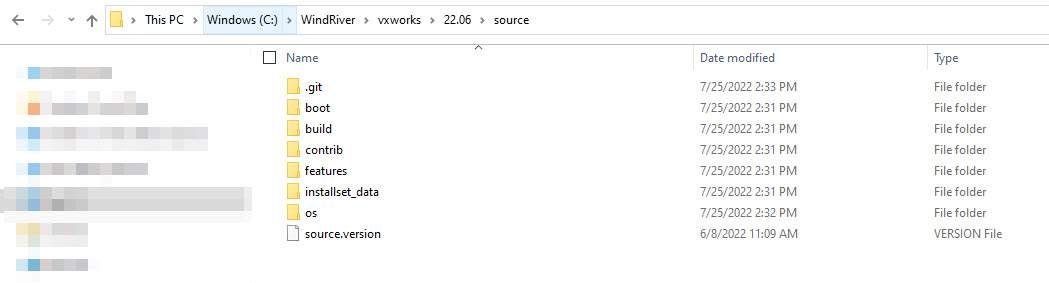 This PC > Windows (C:) > WindRiver > vxworks > 22.06 > source
Name Date modified Type
.git 7/25/2022 2:33 PM File folder
boot 7/25/2022 2:31 PM File folder
build 7/25/2022 2:31 PM File folder
contrib 7/25/2022 2:31 PM File folder
features 7/25/2022 2:31 PM File folder
installset_data 7/25/2022 2:31 PM File folder
os 7/25/2022 2:32 PM File folder
source.version 6/8/2022 11:09 AM VERSION File